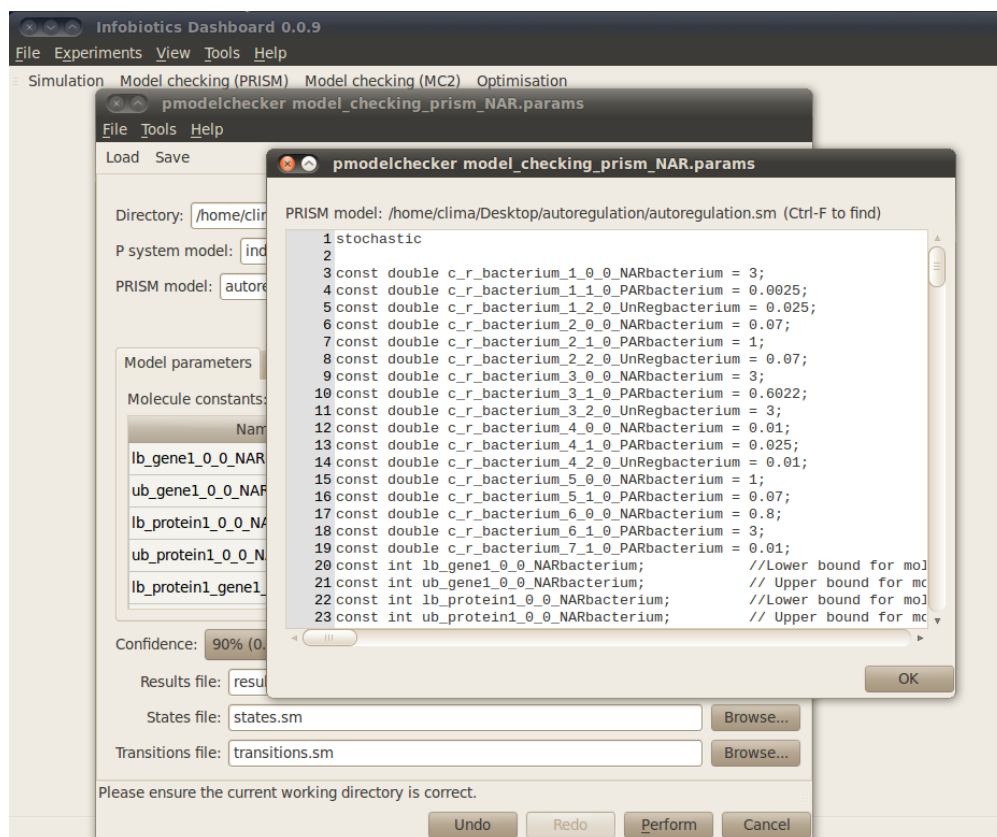 Infobiotics Dashboard 0.0.9
File Experiments View Tools Help
Simulation Model checking (PRISM) Model checking (MC2) Optimisation
pmodelchecker model_checking_prism_NAR.params
File Tools Help
Load Save
Directory: /home/clim
P system model:
PRISM model:
Model parameters
Molecule constants:
lb_gene1_0_0_NAR
ub_gene1_0_0_NAR
lb_protein1_0_0_NA
ub_protein1_0_0_N
lb_protein1_gene1_
Confidence: 90% (0.
Results file:
States file: states.sm Browse...
Transitions file: transitions.sm Browse...
Please ensure the current working directory is correct.
Undo Redo Perform Cancel
pmodelchecker model_checking_prism_NAR.params
PRISM model: /home/clima/Desktop/autoregulation/autoregulation.sm (Ctrl-F to find)
1 stochastic
2
3 const double c_r_bacterium_1_0_0_NARbacterium = 3;
4 const double c_r_bacterium_1_1_0_PARbacterium = 0.0025;
5 const double c_r_bacterium_1_2_0_UnRegbacterium = 0.025;
6 const double c_r_bacterium_2_0_0_NARbacterium = 0.07;
7 const double c_r_bacterium_2_1_0_PARbacterium = 1;
8 const double c_r_bacterium_2_2_0_UnRegbacterium = 0.07;
9 const double c_r_bacterium_3_0_0_NARbacterium = 3;
10 const double c_r_bacterium_3_1_0_PARbacterium = 0.6022;
11 const double c_r_bacterium_3_2_0_UnRegbacterium = 3;
12 const double c_r_bacterium_4_0_0_NARbacterium = 0.01;
13 const double c_r_bacterium_4_1_0_PARbacterium = 0.025;
14 const double c_r_bacterium_4_2_0_UnRegbacterium = 0.01;
15 const double c_r_bacterium_5_0_0_NARbacterium = 1;
16 const double c_r_bacterium_5_1_0_PARbacterium = 0.07;
17 const double c_r_bacterium_6_0_0_NARbacterium = 0.8;
18 const double c_r_bacterium_6_1_0_PARbacterium = 3;
19 const double c_r_bacterium_7_1_0_PARbacterium = 0.01;
20 const int lb_gene1_0_0_NARbacterium; //Lower bound for mol
21 const int ub_gene1_0_0_NARbacterium; // Upper bound for mo
22 const int lb_protein1_0_0_NARbacterium; //Lower bound for mol
23 const int ub_protein1_0_0_NARbacterium; // Upper bound for mo
OK